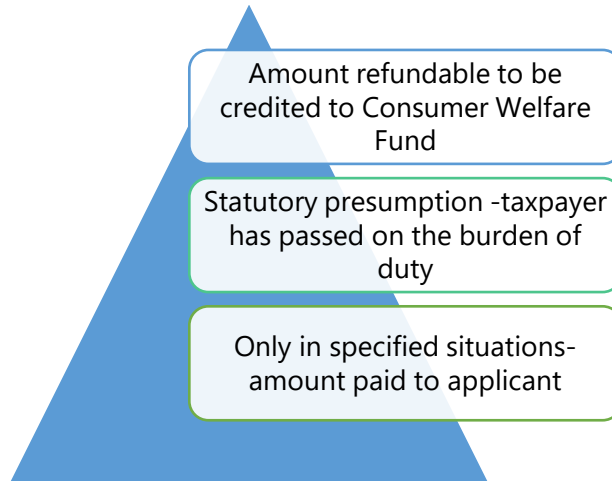 Amount refundable to be
credited to Consumer Welfare
Fund
Statutory presumption -taxpayer
has passed on the burden of
duty
Only in specified situations-
amount paid to applicant